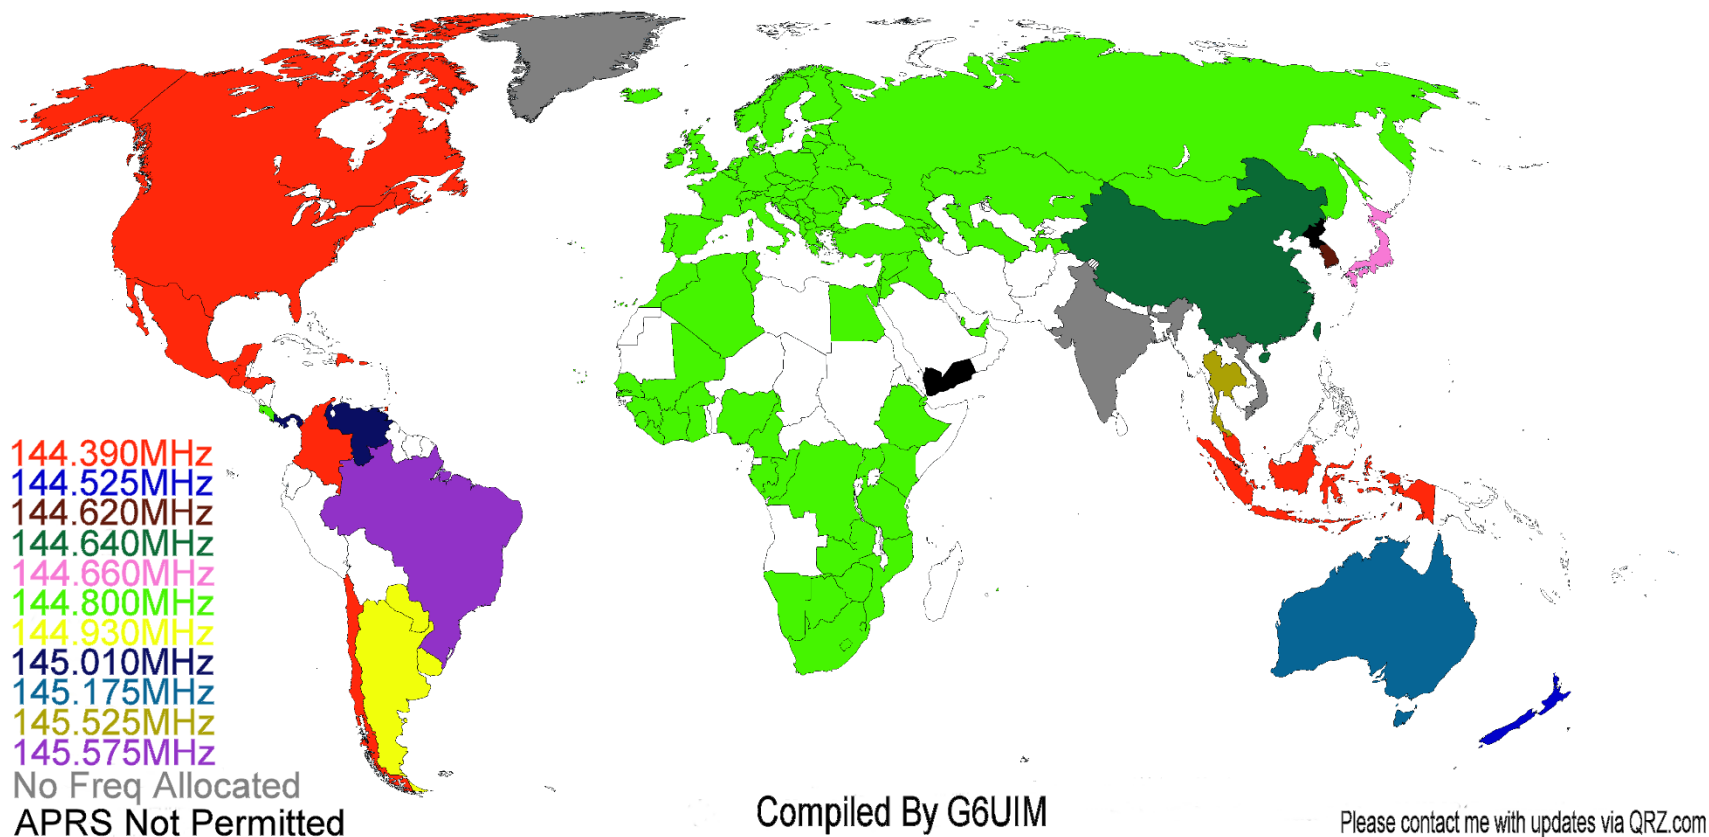 144.390MHz
144.525MHz
144.620MHz
144.640MHz
144.660MHz
144.800MHz
144.930MHz
145.010MHz
145.175MHz
145.525MHz
145.575MHz
No Freq Allocated
APRS Not Permitted
Compiled By G6UIM
Please contact me with updates via QRZ.com